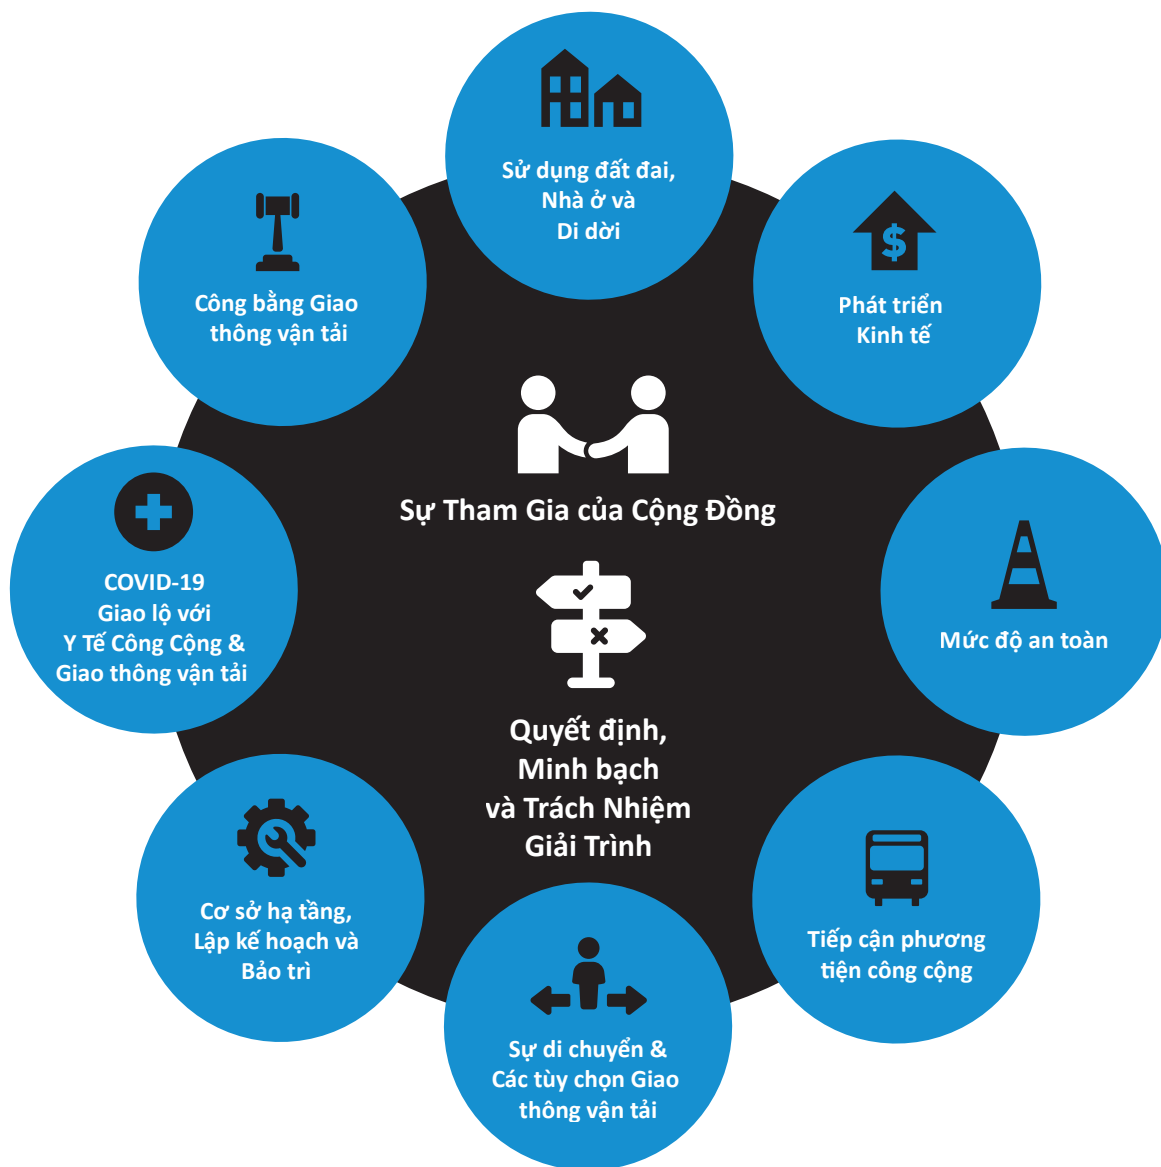 Sử dụng đất đai,
Nhà ở và
Di dời
Phát triển
Kinh tế
Mức độ an toàn
Tiếp cận phương
tiện công cộng
Sự di chuyển &
Các tùy chọn Giao
thông vận tải
Cơ sở hạ tầng,
Lập kế hoạch và
Bảo trì
COVID-19
Giao lộ với
Y Tế Công Cộng &
Giao thông vận tải
Công bằng Giao
thông vận tải
Sự Tham Gia của Cộng Đồng
Quyết định,
Minh bạch
và Trách Nhiệm
Giải Trình
$